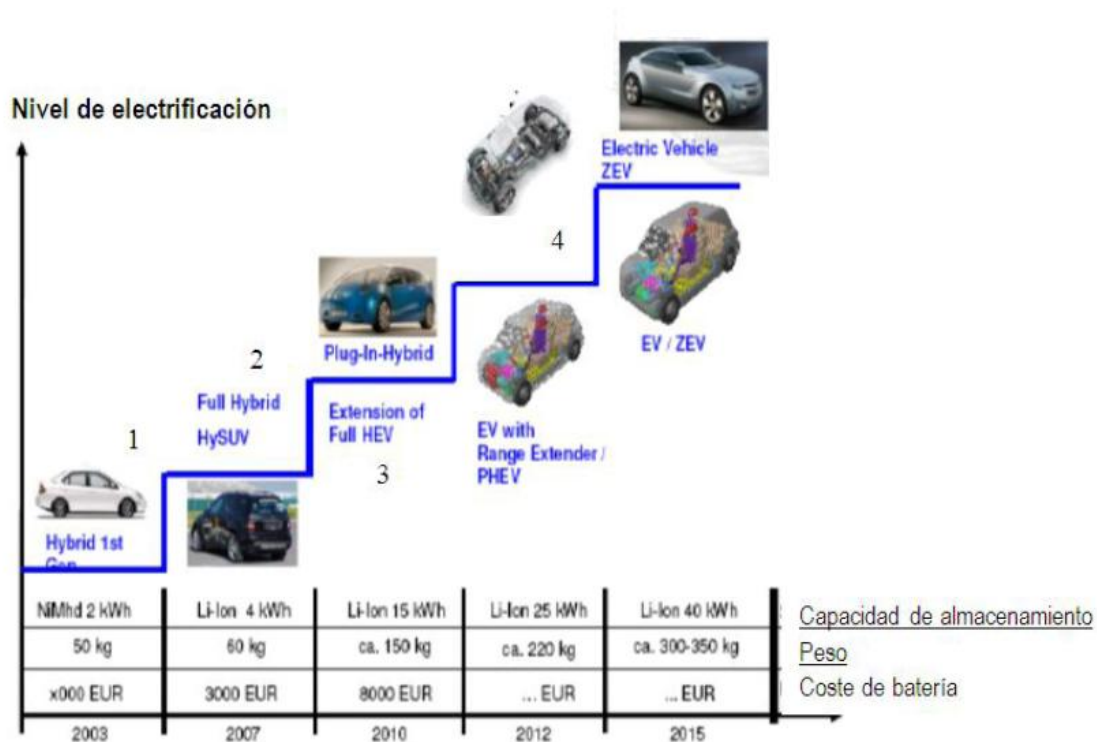 Nivel de electrificación
Electric Vehicle
ZEV
4
EV / ZEV
Plug-In-Hybrid
2
Full Hybrid
HySUV
Extension of
Full HEV
3
EV with
Range Extender /
PHEV
1
Hybrid 1st
NiMhd 2 kWh Li-Ion 4 kWh Li-Ion 15 kWh Li-Ion 25 kWh Li-Ion 40 kWh Capacidad de almacenamiento
50 kg 60 kg ca. 150 kg ca. 220 kg ca. 300-350 kg Peso
x000 EUR 3000 EUR 8000 EUR ... EUR ... EUR Coste de batería
2003 2007 2010 2012 2015